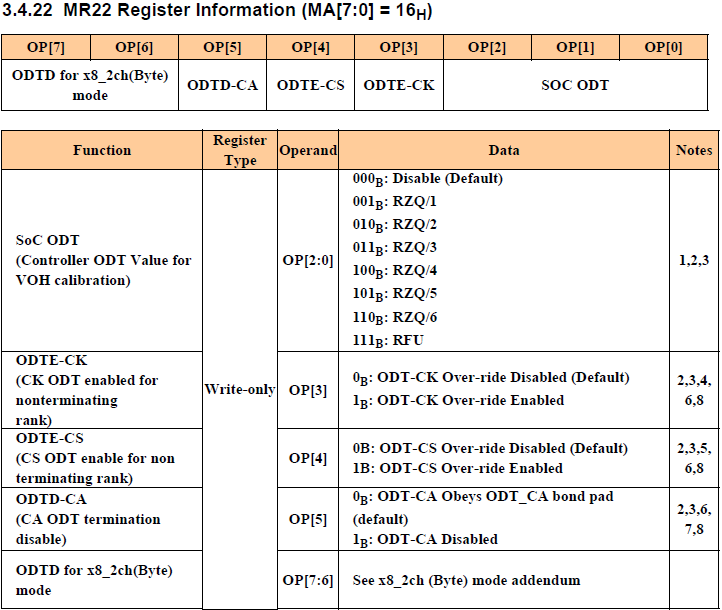 3.4.22 MR22 Register Information (MA[7:0] = 16H)
OP[7] OP[6] OP[5] OP[4] OP[3] OP[2] OP[1] OP[0]
ODTD for x8_2ch(Byte)
mode
ODTD-CA
ODTE-CS
ODTE-CK
SOC ODT
Function
Register
Type
Operand
Data
Notes
SoC ODT
(Controller ODT Value for
VOH calibration)
Write-only
OP[2:0]
000B: Disable (Default)
001B: RZQ/1
010B: RZQ/2
011B: RZQ/3
100B: RZQ/4
101B: RZQ/5
110B: RZQ/6
111B: RFU
1,2,3
ODTE-CK
(CK ODT enabled for
nonterminating
rank)
OP[3]
0B: ODT-CK Over-ride Disabled (Default)
1B: ODT-CK Over-ride Enabled
2,3,4,
6,8
ODTE-CS
(CS ODT enable for non
terminating rank)
OP[4]
0B: ODT-CS Over-ride Disabled (Default)
1B: ODT-CS Over-ride Enabled
2,3,5,
6,8
ODTD-CA
(CA ODT termination
disable)
OP[5]
0B: ODT-CA Obeys ODT_CA bond pad
(default)
1B: ODT-CA Disabled
2,3,6,
7,8
ODTD for x8_2ch(Byte)
mode
OP[7:6]
See x8_2ch (Byte) mode addendum